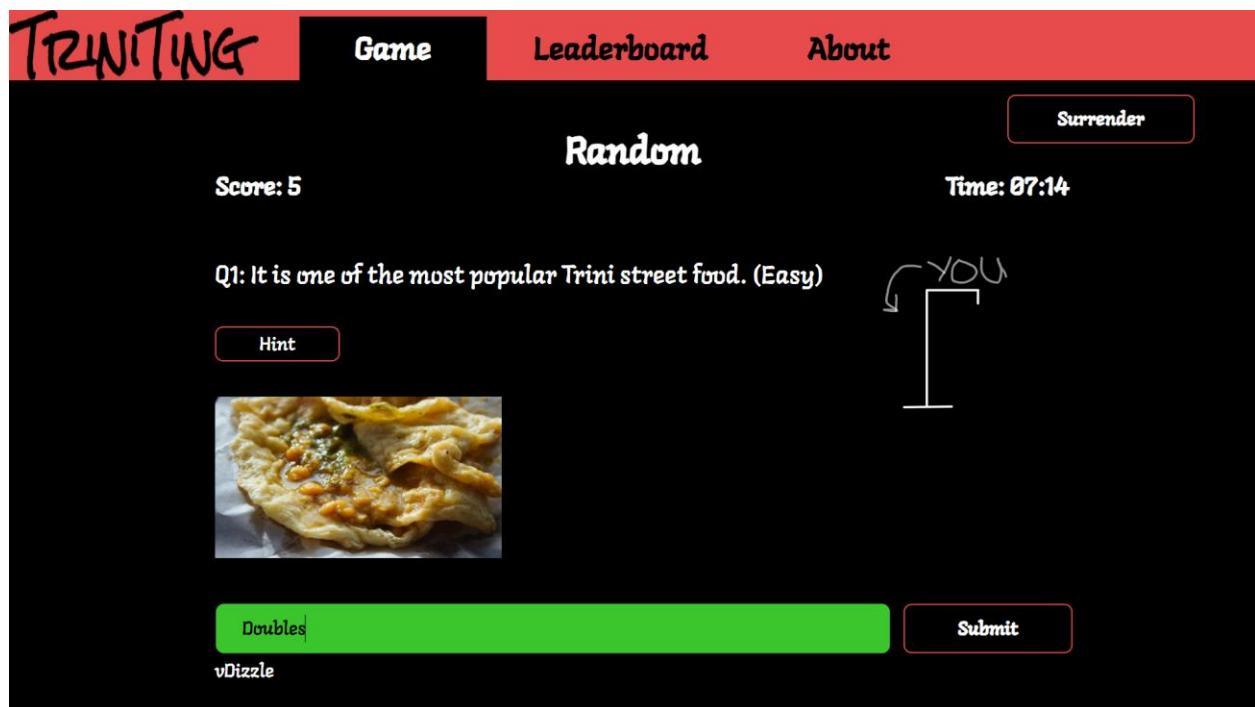 TRINITING Game Leaderboard About
Surrender
Random
Score: 5 Time: 07:14
Q1: It is one of the most popular Trini street food. (Easy)
YOU
Hint
Doubles Submit
vDizzle